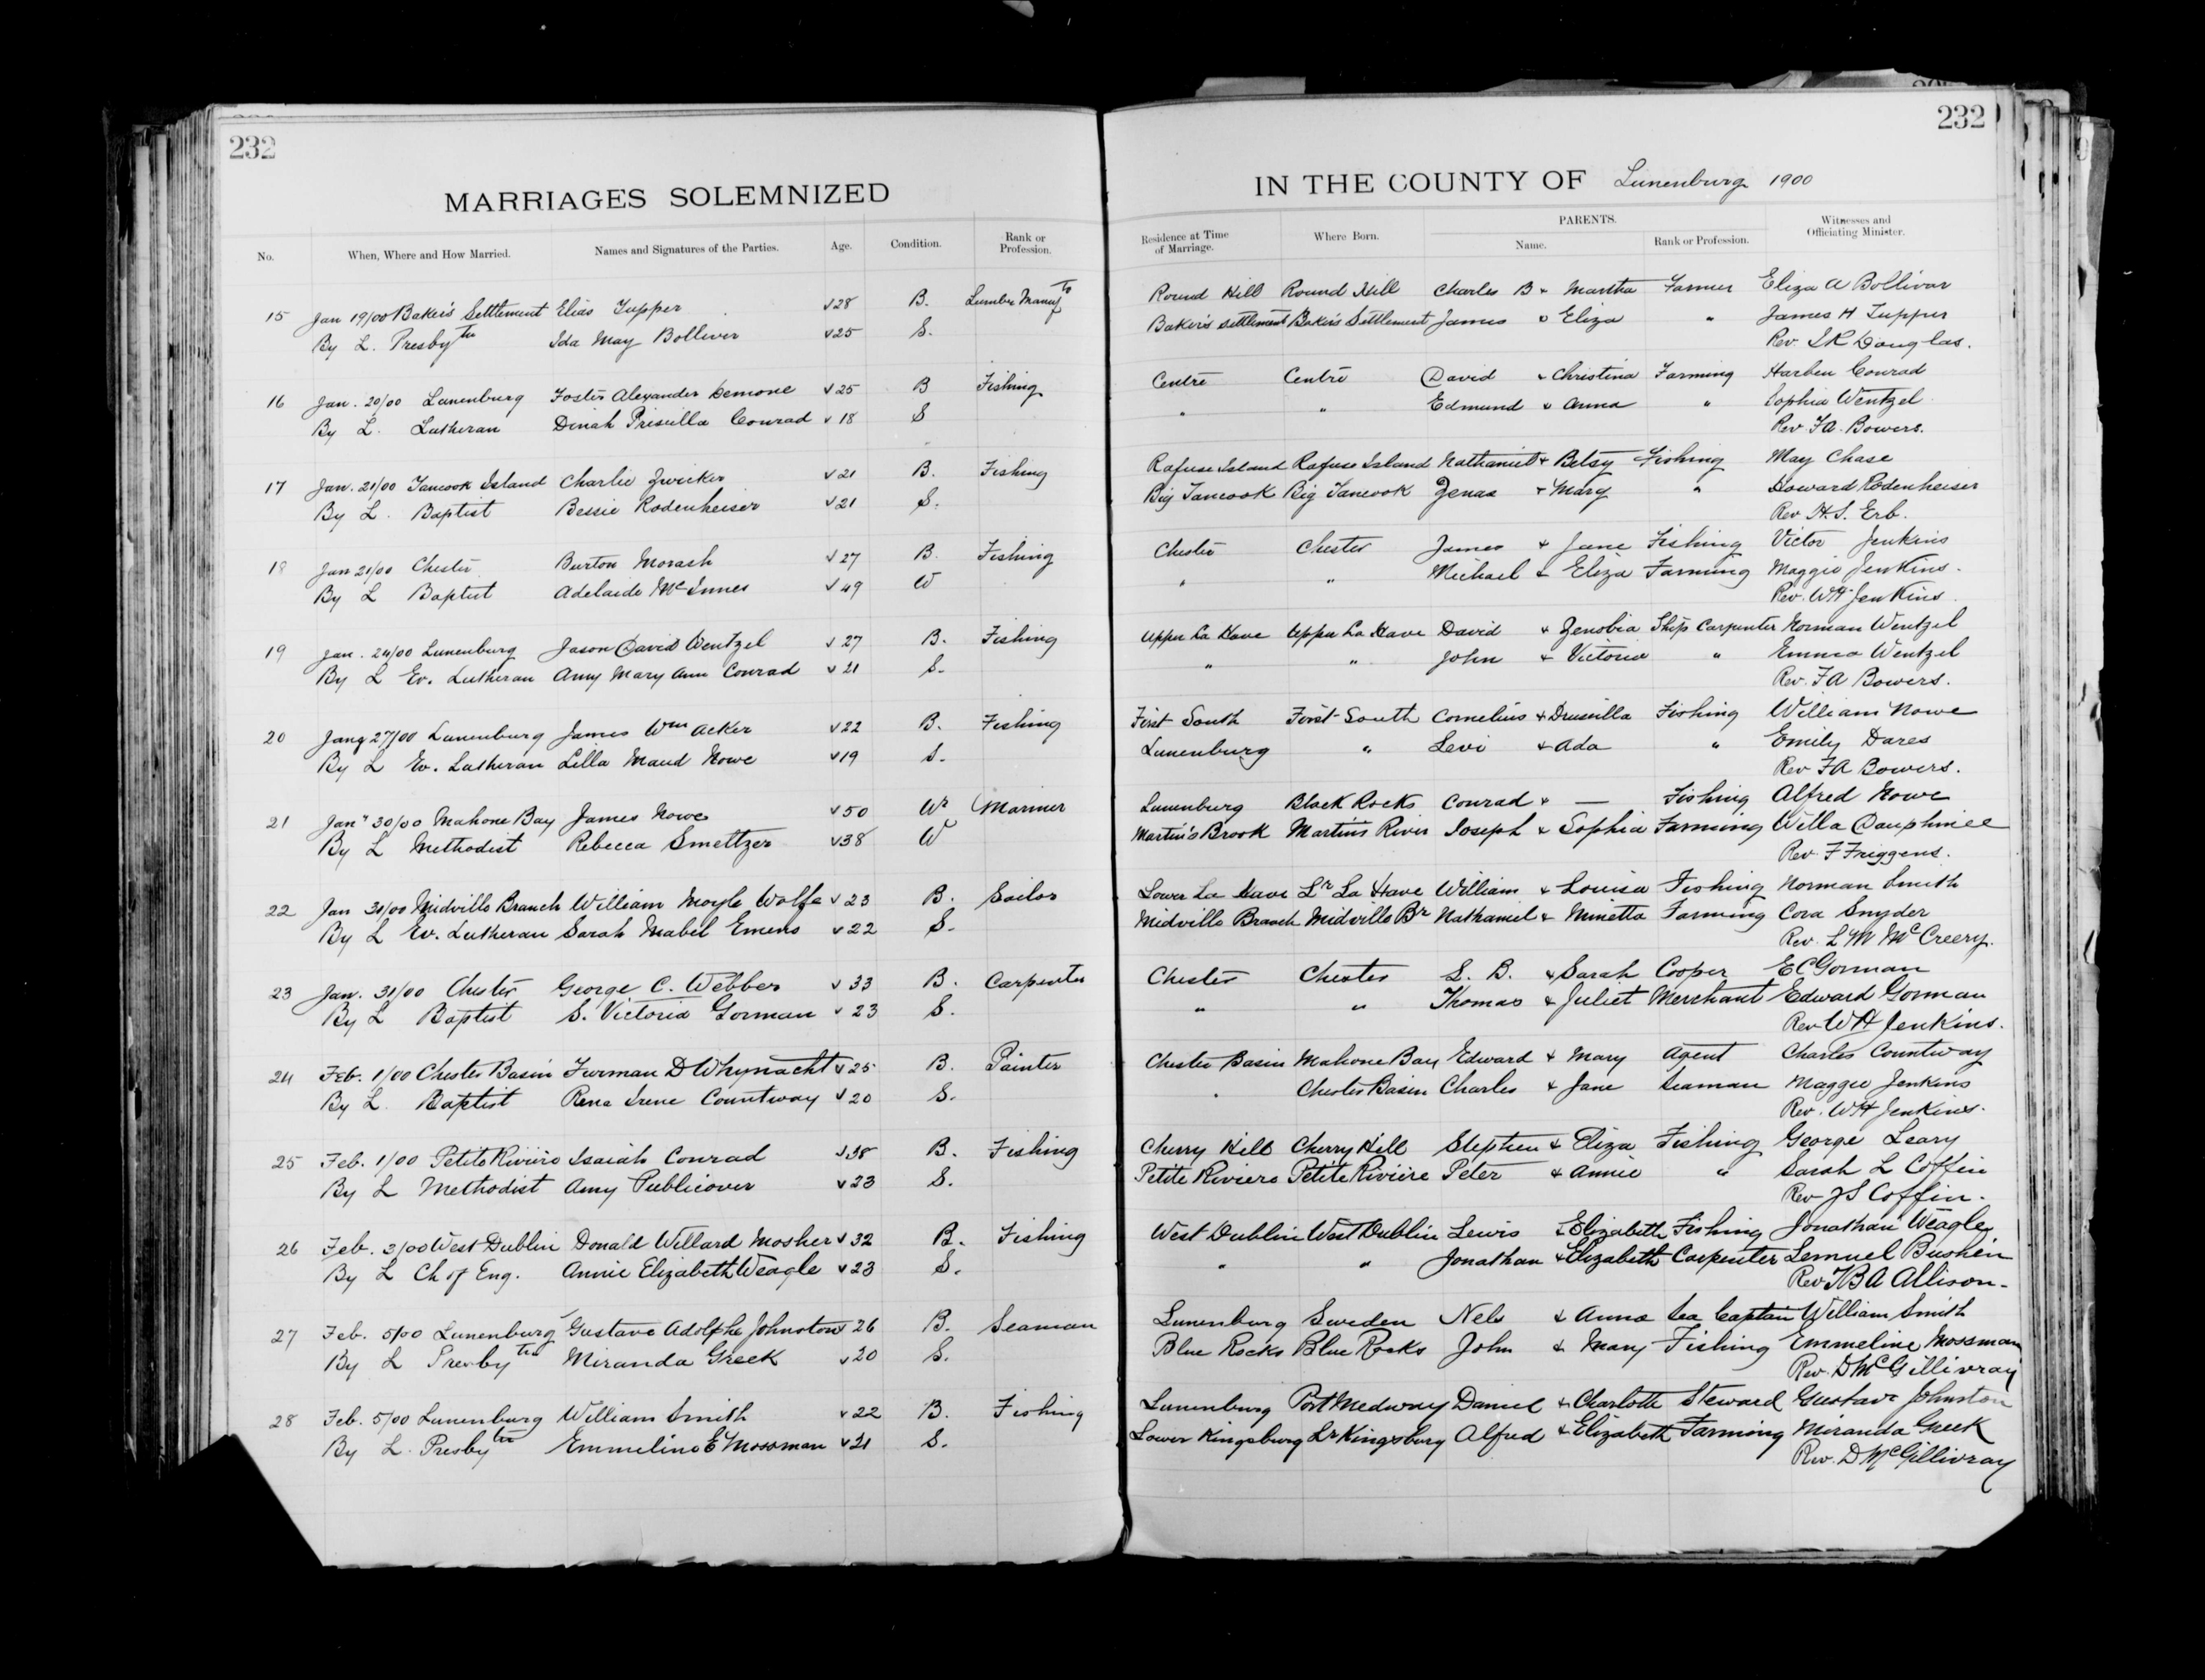 232
MARRIAGES SOLEMNIZED
No. When, Where and How Married. Names and Signatures of the Parties. Age. Condition. Rank or Profession.
15 Jan 19/00 Baker's Settlement Elias Tupper 28 B. Lumber Manuf
By L. Presbytn Ida May Bolliver 25 S.
16 Jan. 20/00 Lunenburg Foster Alexander Demone 25 B Fishing
By L. Lutheran Dinah Priscilla Conrad 18 S
17 Jan. 21/00 Tancook Island Charlie Zwicker 21 B. Fishing
By L. Baptist Bessie Rodenheiser 21 S.
18 Jan 21/00 Chester Burton Morash 27 B. Fishing
By L Baptist Adelaide McInnes 49 W
19 Jan. 24/00 Lunenburg Jason David Wentzel 27 B. Fishing
By L Ev. Lutheran Amy Mary Ann Conrad 21 S.
20 Jany 27/00 Lunenburg James Wm Acker 22 B. Fishing
By L Ev. Lutheran Lilla Maud Nowe 19 S.
21 Jany 30/00 Mahone Bay James Nowe 50 Wr Mariner
By L Methodist Rebecca Smeltzer 38 W
22 Jan 31/00 Midville Branch William Moyle Wolfe 23 B. Sailor
By L Ev. Lutheran Sarah Mabel Emens 22 S.
23 Jan. 31/00 Chester George C. Webber 33 B. Carpenter
By L Baptist S. Victoria Gorman 23 S.
24 Feb. 1/00 Chester Basin Furman D Whynacht 25 B. Painter
By L. Baptist Rena Irene Countway 20 S.
25 Feb. 1/00 Petite Riviere Isaiah Conrad 38 B. Fishing
By L Methodist Amy Publicover 23 S.
26 Feb. 3/00 West Dublin Donald Willard Mosher 32 B. Fishing
By L Ch of Eng. Annie Elizabeth Weagle 23 S.
27 Feb. 5/00 Lunenburg Gustave Adolphe Johnston 26 B. Seaman
By L Presbytn Miranda Greek 20 S.
28 Feb. 5/00 Lunenburg William Smith 22 B. Fishing
By L. Presbytn Emmeline E Mossman 21 S.
232
IN THE COUNTY OF Lunenburg 1900
Residence at Time of Marriage. Where Born. PARENTS. Name. Rank or Profession. Witnesses and Officiating Minister.
Round Hill Round Hill Charles B & Martha Farmer Eliza A Bollivar
Baker's Settlement Baker's Settlement James & Eliza " James H Tupper
Rev. Douglas.
Centre Centre David & Christina Farming Harben Conrad
" " Edmund & Anna " Sophia Wentzel
Rev. F.A. Bowers.
Rafuse Island Rafuse Island Nathaniel & Betsy Fishing May Chase
Big Tancook Big Tancook Zenas & Mary " Howard Rodenheiser
Rev H.S. Erb.
Chester Chester James & Jane Fishing Victor Jenkins
" " Michael & Eliza Farming Maggie Jenkins.
Rev. W H Jenkins.
Upper La Have Upper La Have David & Zenobia Ship Carpenter Norman Wentzel
" " John & Victoria " Emma Wentzel
Rev. F A Bowers.
First South First South Cornelius & Drusilla Fishing William Nowe
Lunenburg " Levi & Ada " Emily Dares
Rev FA Bowers.
Lunenburg Black Rocks Conrad & — Fishing Alfred Nowe
Martin's Brook Martins River Joseph & Sophia Farming Willa Dauphinee
Rev. F Friggens.
Lower La Have Lr La Have William & Louisa Fishing Norman Smith
Midville Branch Midville Br Nathaniel & Minetta Farming Cora Snyder
Rev. L M McCreery.
Chester Chester S. B. & Sarah Cooper E C Gorman
" " Thomas & Juliet Merchant Edward Gorman
Rev W H Jenkins.
Chester Basin Mahone Bay Edward & Mary Agent Charles Countway
" Chester Basin Charles & Jane Seaman Maggie Jenkins
Rev. W H Jenkins.
Cherry Hill Cherry Hill Stephen & Eliza Fishing George Leary
Petite Riviere Petite Riviere Peter & Annie " Sarah L Coffin
Rev J S Coffin.
West Dublin West Dublin Lewis & Elizabeth Fishing Jonathan Weagle
" " Jonathan & Elizabeth Carpenter Lemuel Bushen
Rev T B A Allison.
Lunenburg Sweden Nels & Anna Sea Captain William Smith
Blue Rocks Blue Rocks John & Mary Fishing Emmeline Mossman
Rev. D McGillivray
Lunenburg Port Medway Daniel & Charlotte Steward Gustave Johnston
Lower Kingsburg Lr Kingsburg Alfred & Elizabeth Farming Miranda Greek
Rev. D McGillivray